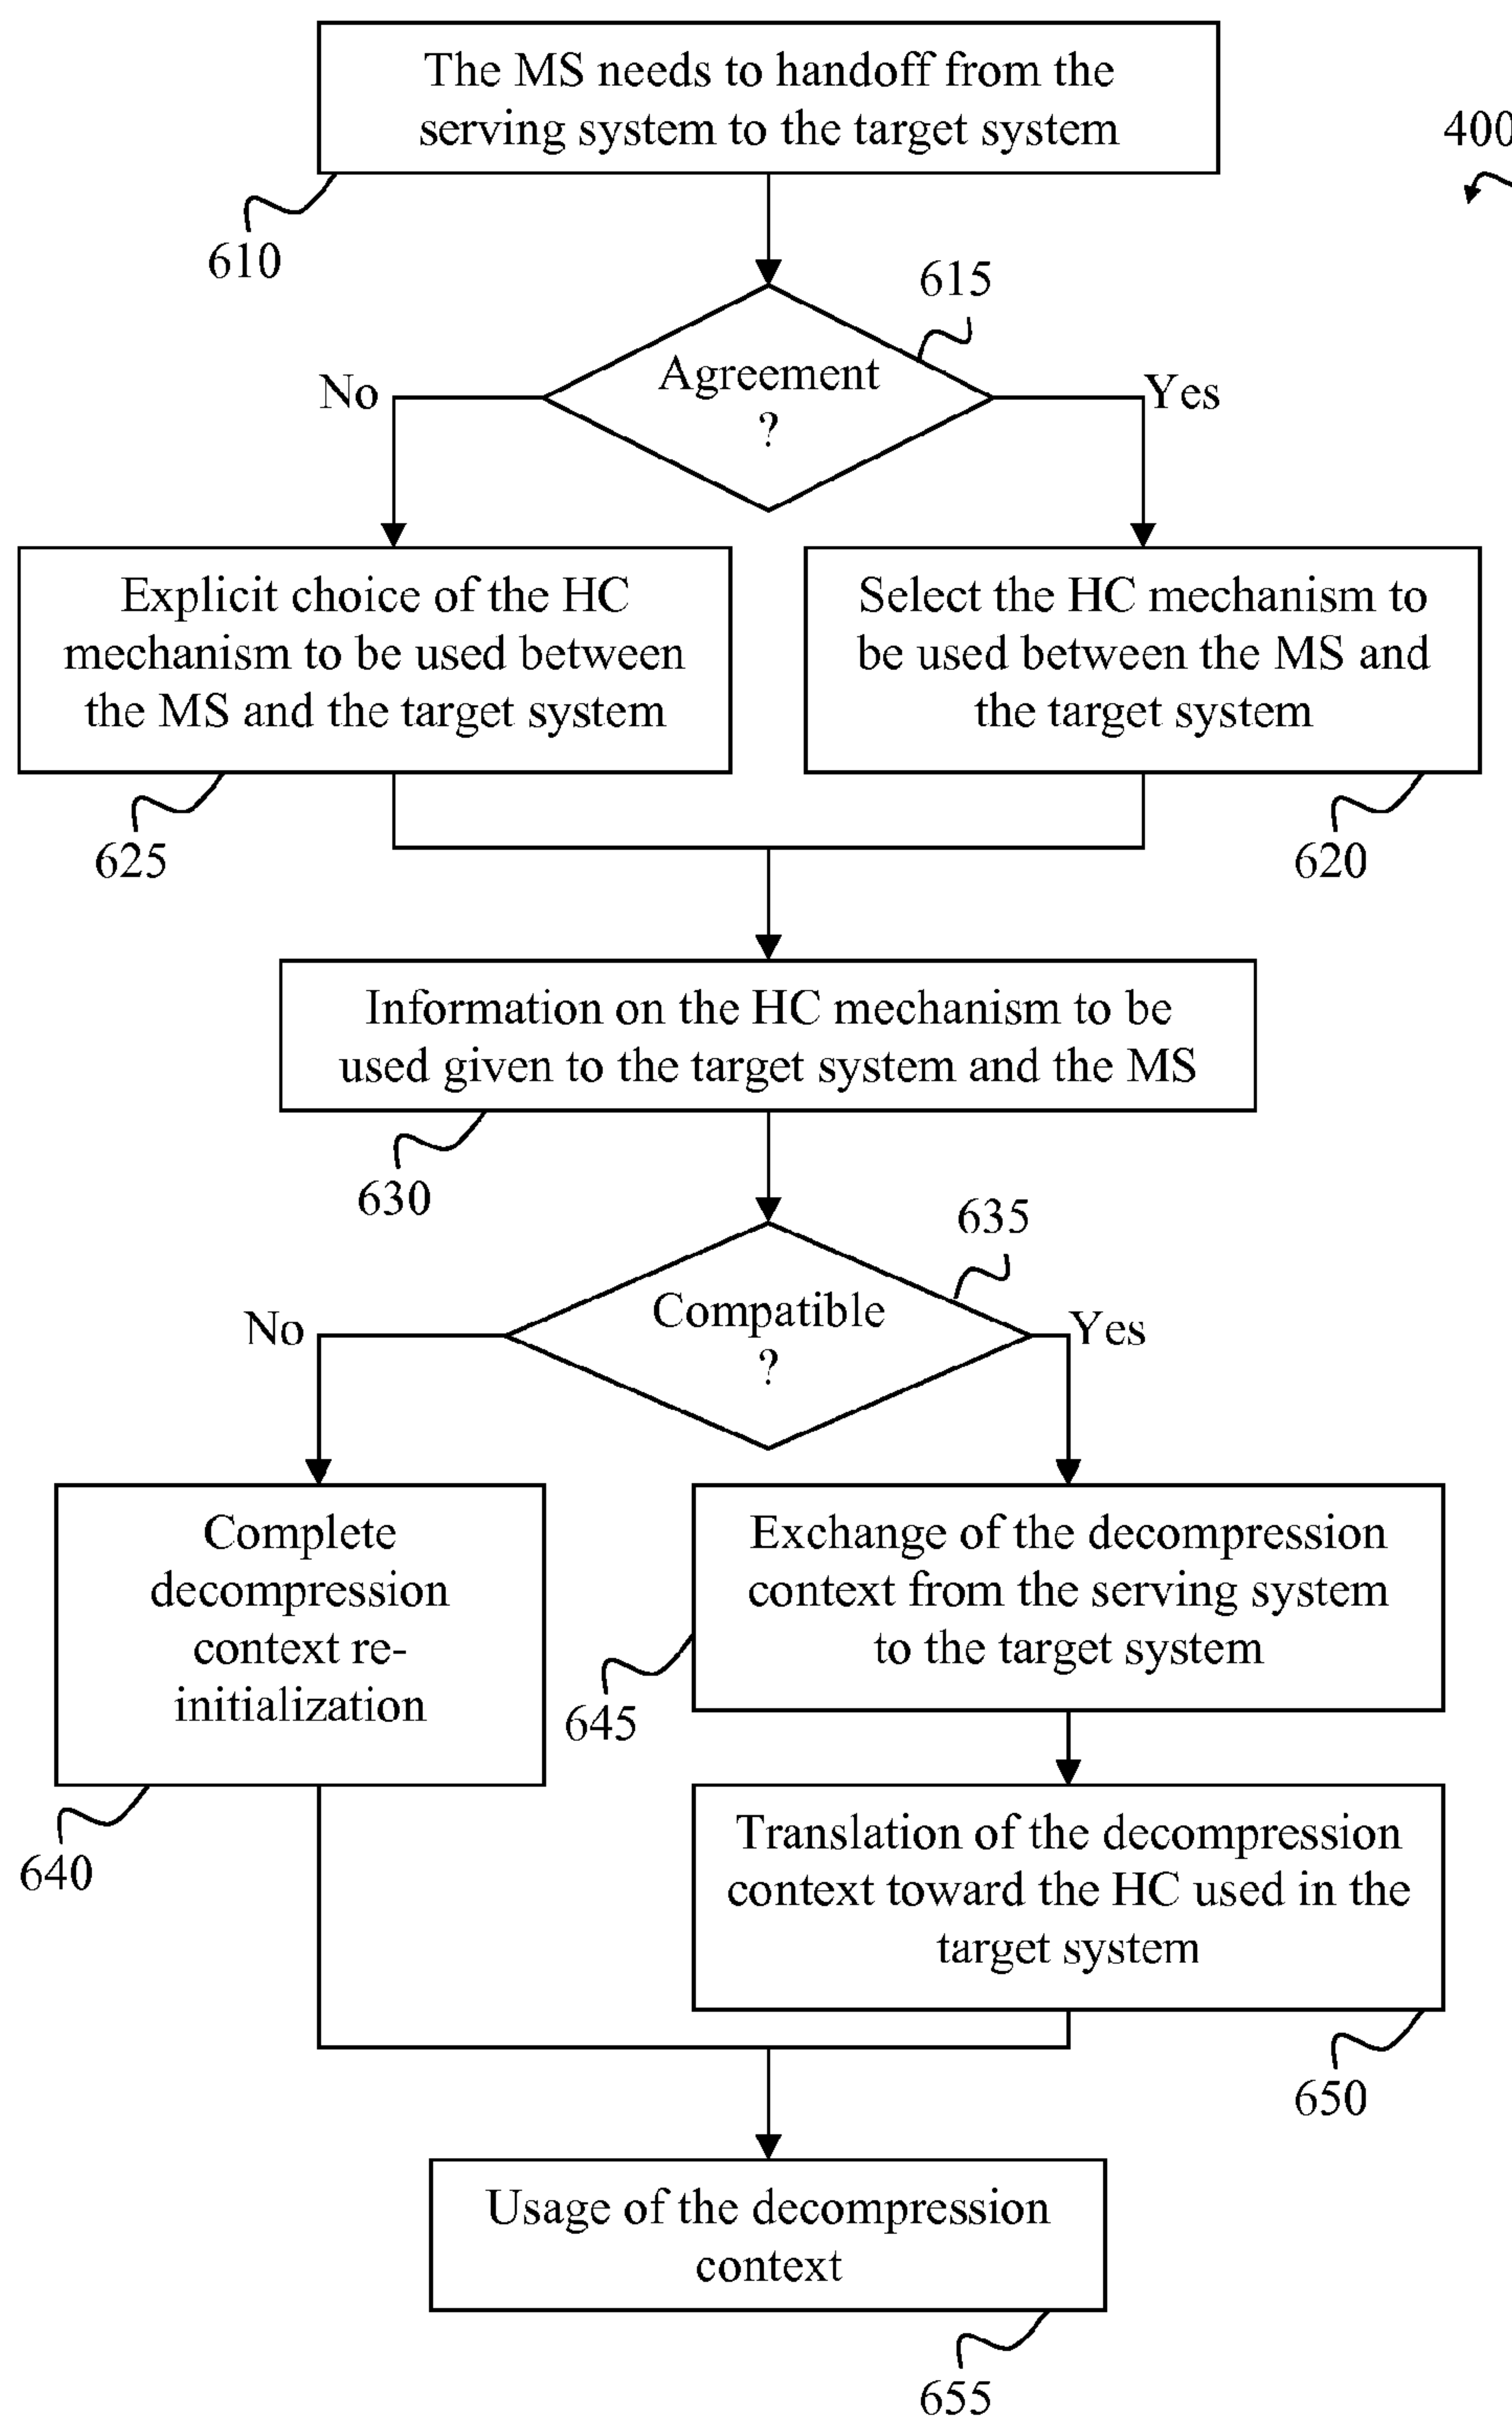 The MS needs to handoff from the
serving system to the target system
400
610
615
Agreement
?
No
Yes
Explicit choice of the HC
mechanism to be used between
the MS and the target system
Select the HC mechanism to
be used between the MS and
the target system
625
620
Information on the HC mechanism to be
used given to the target system and the MS
630
635
Compatible
?
No
Yes
Complete
decompression
context re-
initialization
Exchange of the decompression
context from the serving system
to the target system
645
640
Translation of the decompression
context toward the HC used in the
target system
650
Usage of the decompression
context
655